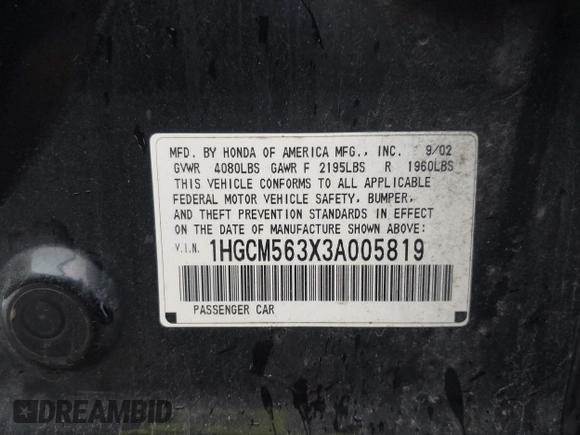 MFD. BY HONDA OF AMERICA MFG., INC. 9/02
GVWR 4080LBS GAWR F 2195LBS R 1960LBS
THIS VEHICLE CONFORMS TO ALL APPLICABLE
FEDERAL MOTOR VEHICLE SAFETY, BUMPER,
AND THEFT PREVENTION STANDARDS IN EFFECT
ON THE DATE OF MANUFACTURE SHOWN ABOVE:
V.I.N. 1HGCM563X3A005819
PASSENGER CAR
DREAMBID